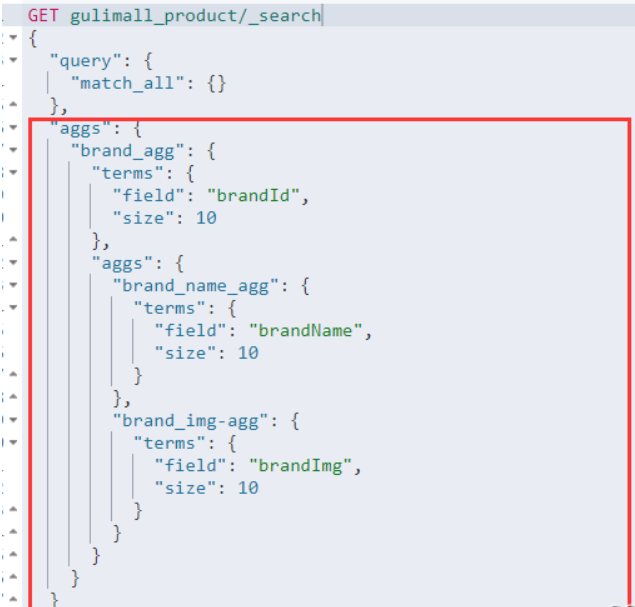 GET gulimall_product/_search
{
  "query": {
    "match_all": {}
  },
  "aggs": {
    "brand_agg": {
      "terms": {
        "field": "brandId",
        "size": 10
      },
      "aggs": {
        "brand_name_agg": {
          "terms": {
            "field": "brandName",
            "size": 10
          }
        },
        "brand_img-agg": {
          "terms": {
            "field": "brandImg",
            "size": 10
          }
        }
      }
    }
  }